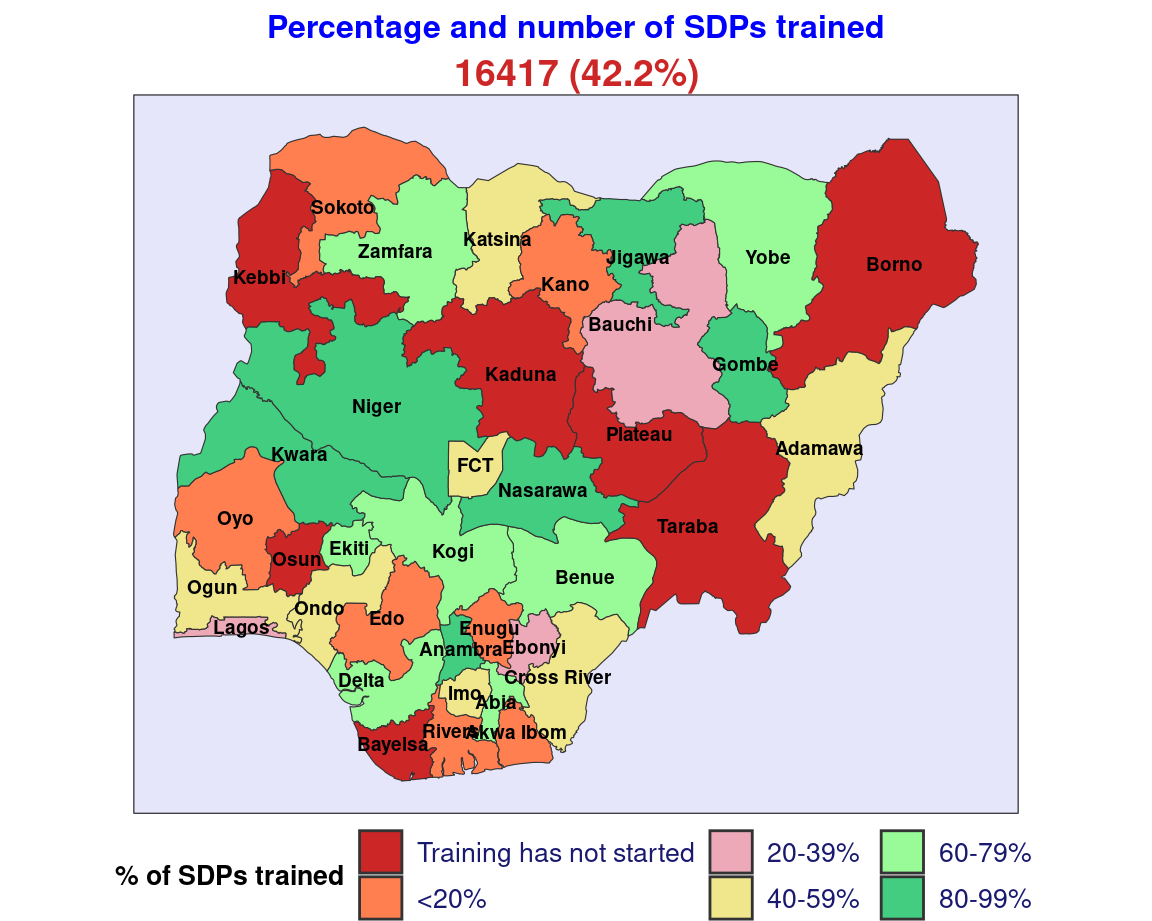 Percentage and number of SDPs trained
16417 (42.2%)
Sokoto
Zamfara
Katsina
Kebbi
Kano
Jigawa
Yobe
Borno
Bauchi
Gombe
Kaduna
Niger
Plateau
Adamawa
Kwara
FCT
Nasarawa
Oyo
Taraba
Ekiti
Kogi
Osun
Benue
Ogun
Ondo
Edo
Lagos
Enugu
Anambra
Ebonyi
Delta
Cross River
Imo
Abia
Rivers
Akwa Ibom
Bayelsa
% of SDPs trained
Training has not started
<20%
20-39%
40-59%
60-79%
80-99%